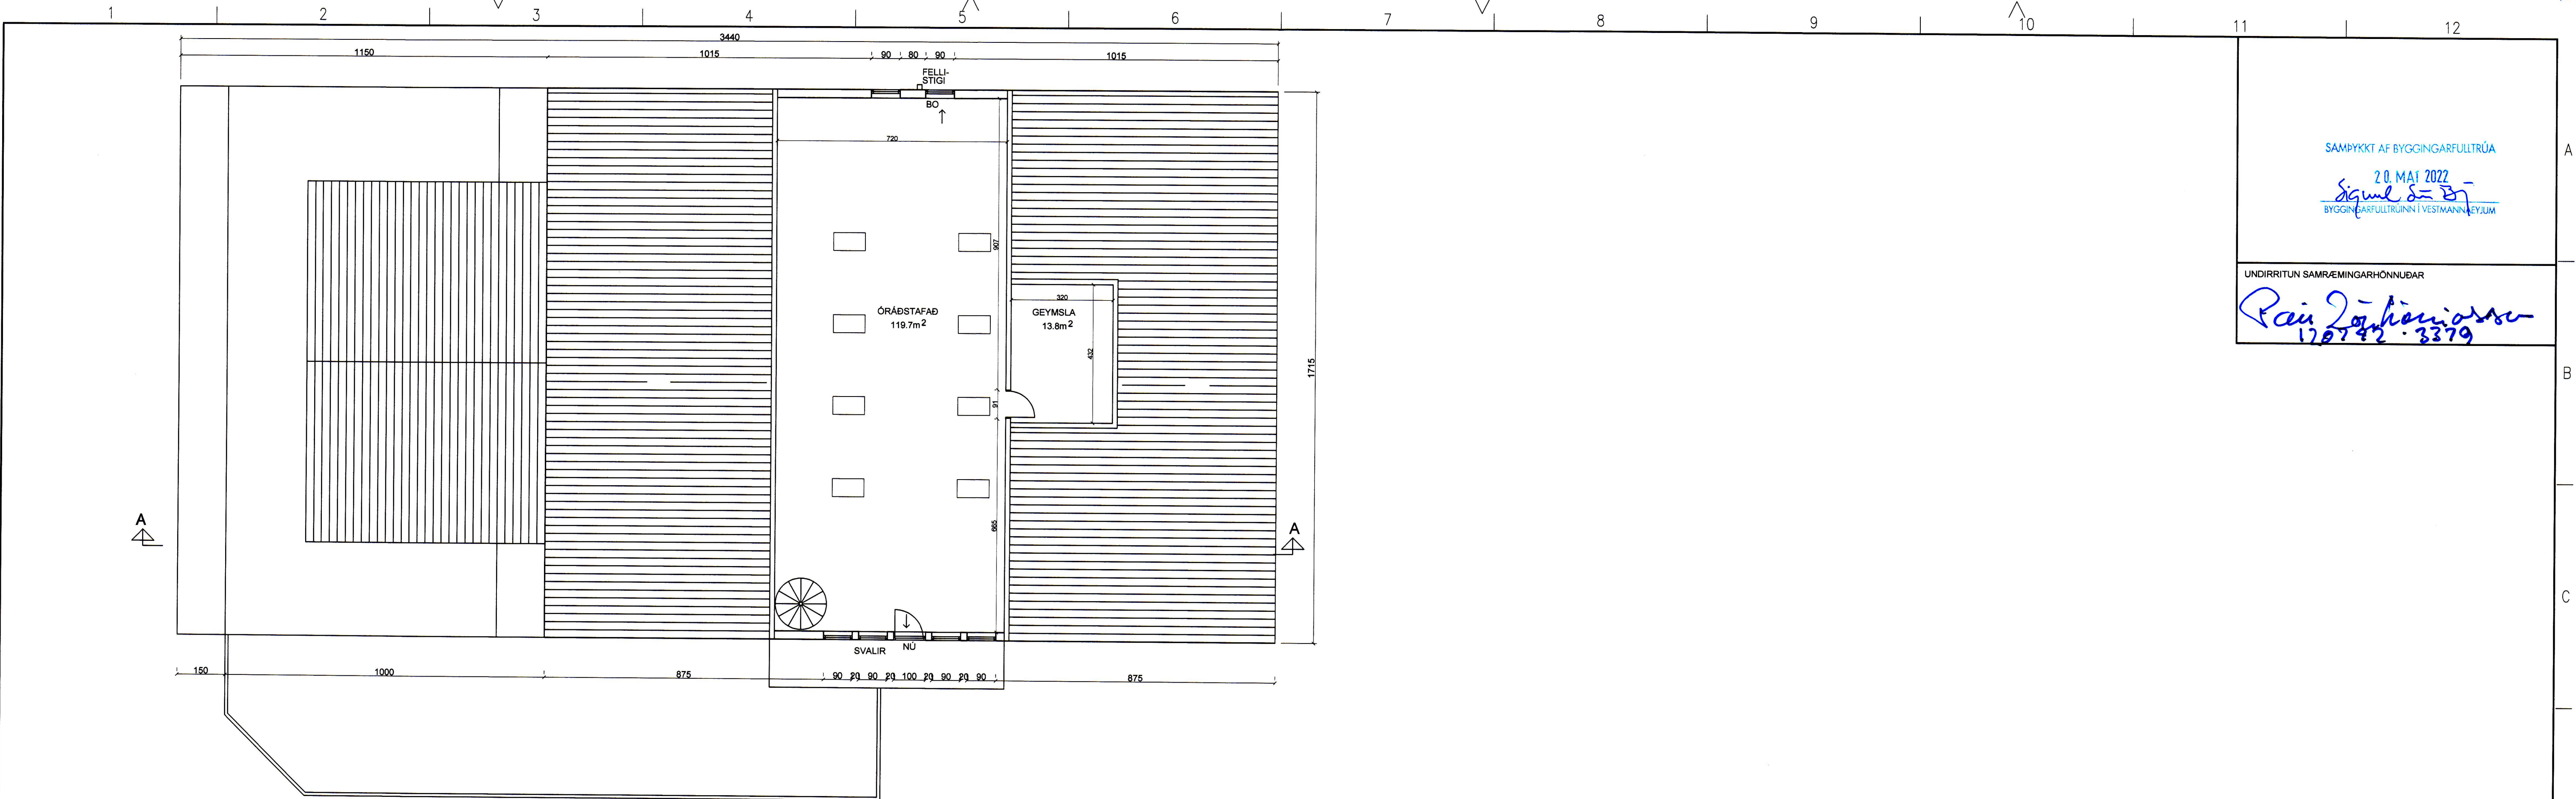 1 2 3 4 5 6 7 8 9 10 11 12
3440
1150 1015 90 80 90 1015
FELLI-
STIGI
BO
720
907
ÓRÁÐSTAFAÐ
119.7m2
320
GEYMSLA
13.8m2
432
91
665
1715
A
A
SVALIR
NÚ
150 1000 875 90 20 90 20 100 20 90 20 90 875
SAMÞYKKT AF BYGGINGARFULLTRÚA
20. MAÍ 2022
BYGGINGARFULLTRÚINN Í VESTMANNAEYJUM
UNDIRRITUN SAMRÆMINGARHÖNNUÐAR
A
B
C